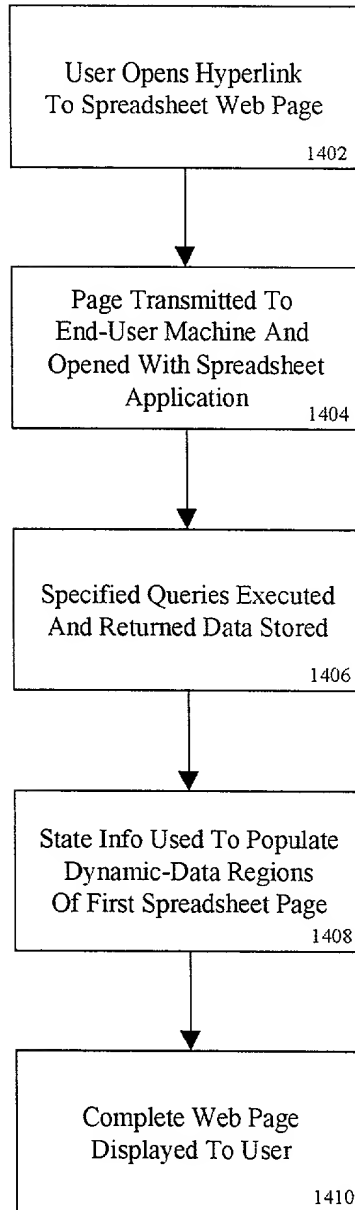 User Opens Hyperlink
To Spreadsheet Web Page
1402
Page Transmitted To
End-User Machine And
Opened With Spreadsheet
Application
1404
Specified Queries Executed
And Returned Data Stored
1406
State Info Used To Populate
Dynamic-Data Regions
Of First Spreadsheet Page
1408
Complete Web Page
Displayed To User
1410